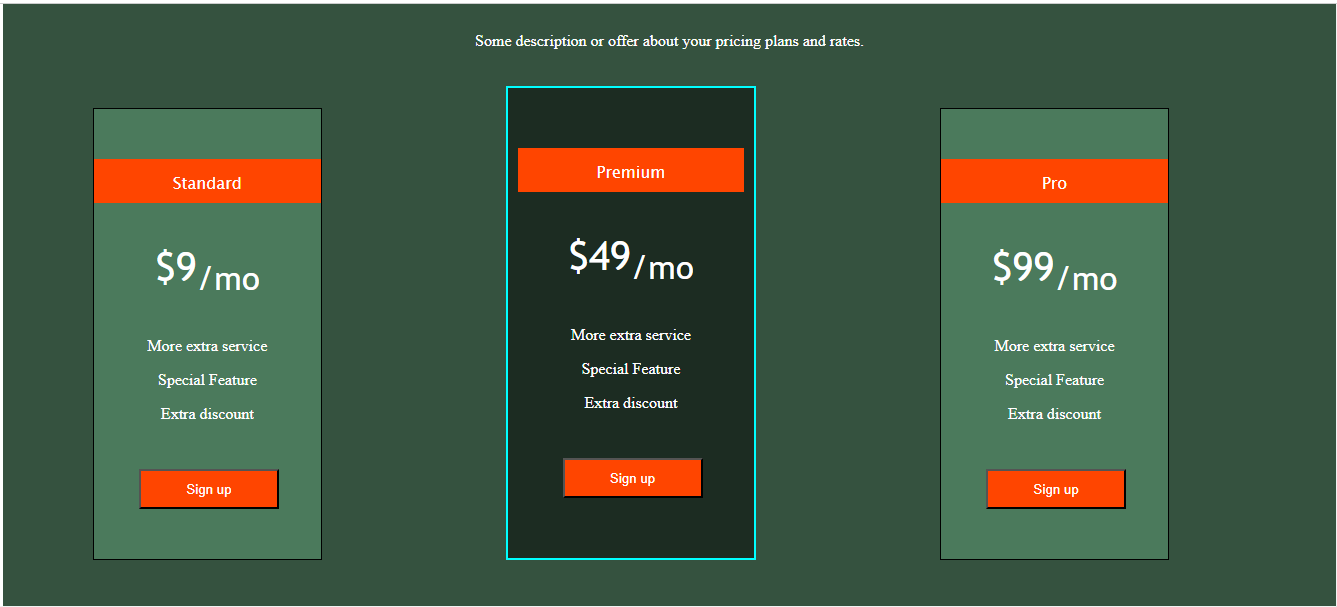 Some description or offer about your pricing plans and rates.
Standard
$9/mo
More extra service
Special Feature
Extra discount
Sign up
Premium
$49/mo
More extra service
Special Feature
Extra discount
Sign up
Pro
$99/mo
More extra service
Special Feature
Extra discount
Sign up